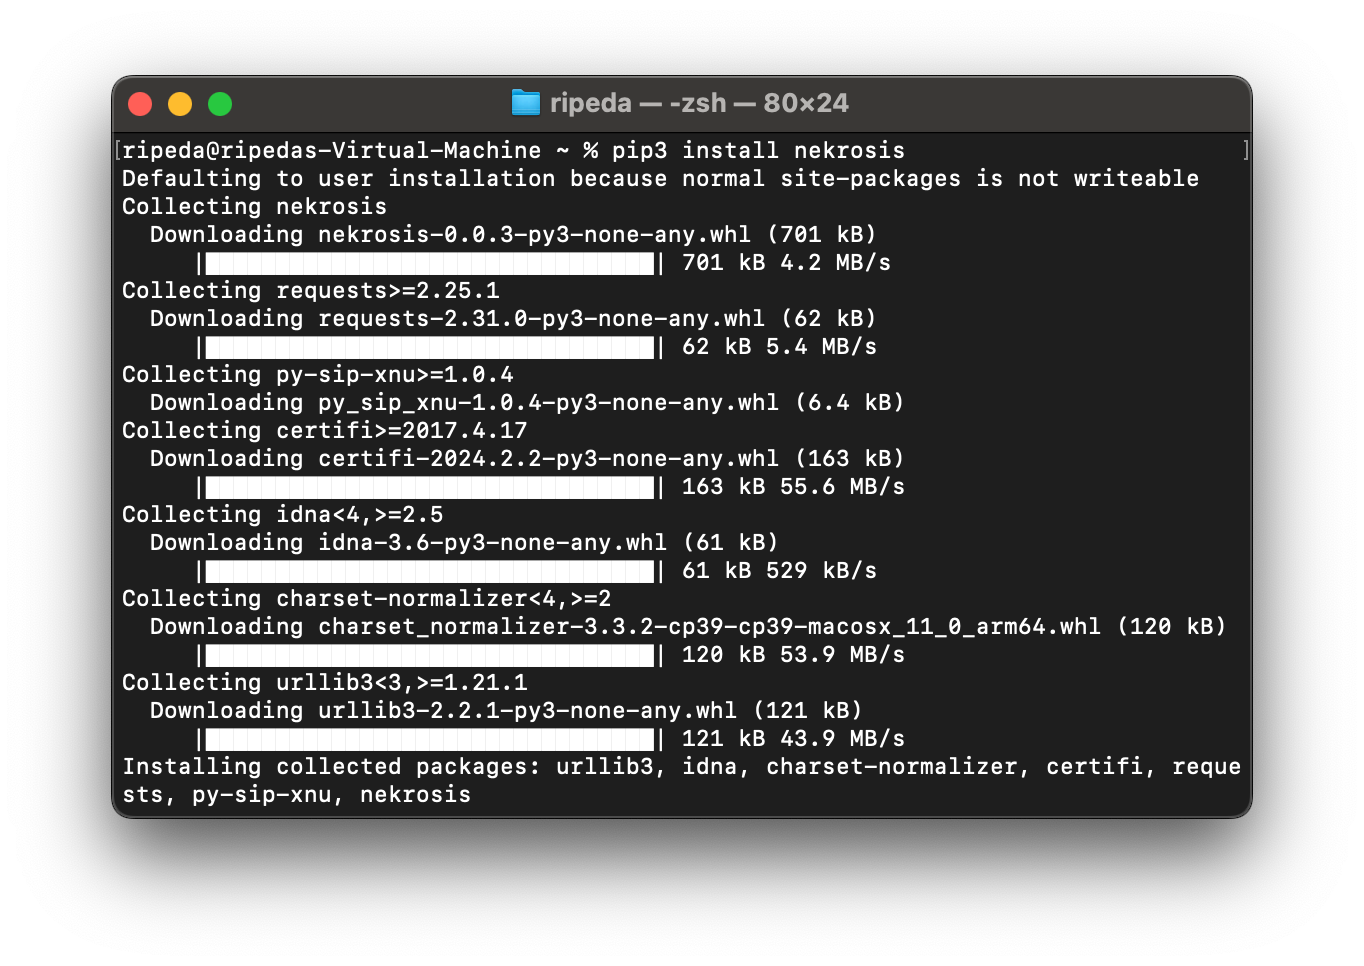 ripeda — -zsh — 80×24
[ripeda@ripedas-Virtual-Machine ~ % pip3 install nekrosis ]
Defaulting to user installation because normal site-packages is not writeable
Collecting nekrosis
  Downloading nekrosis-0.0.3-py3-none-any.whl (701 kB)
     |████████████████████████████████| 701 kB 4.2 MB/s
Collecting requests>=2.25.1
  Downloading requests-2.31.0-py3-none-any.whl (62 kB)
     |████████████████████████████████| 62 kB 5.4 MB/s
Collecting py-sip-xnu>=1.0.4
  Downloading py_sip_xnu-1.0.4-py3-none-any.whl (6.4 kB)
Collecting certifi>=2017.4.17
  Downloading certifi-2024.2.2-py3-none-any.whl (163 kB)
     |████████████████████████████████| 163 kB 55.6 MB/s
Collecting idna<4,>=2.5
  Downloading idna-3.6-py3-none-any.whl (61 kB)
     |████████████████████████████████| 61 kB 529 kB/s
Collecting charset-normalizer<4,>=2
  Downloading charset_normalizer-3.3.2-cp39-cp39-macosx_11_0_arm64.whl (120 kB)
     |████████████████████████████████| 120 kB 53.9 MB/s
Collecting urllib3<3,>=1.21.1
  Downloading urllib3-2.2.1-py3-none-any.whl (121 kB)
     |████████████████████████████████| 121 kB 43.9 MB/s
Installing collected packages: urllib3, idna, charset-normalizer, certifi, reque
sts, py-sip-xnu, nekrosis